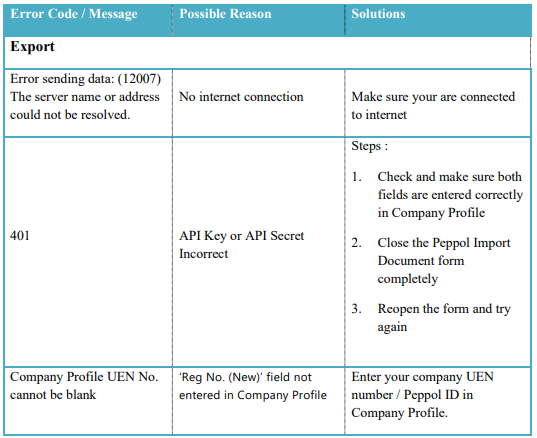 Error Code / Message Possible Reason Solutions
Export
Error sending data: (12007)
The server name or address
could not be resolved.
No internet connection
Make sure your are connected
to internet
401
API Key or API Secret
Incorrect
Steps :
1. Check and make sure both
fields are entered correctly
in Company Profile
2. Close the Peppol Import
Document form
completely
3. Reopen the form and try
again
Company Profile UEN No.
cannot be blank
'Reg No. (New)' field not
entered in Company Profile
Enter your company UEN
number / Peppol ID in
Company Profile.